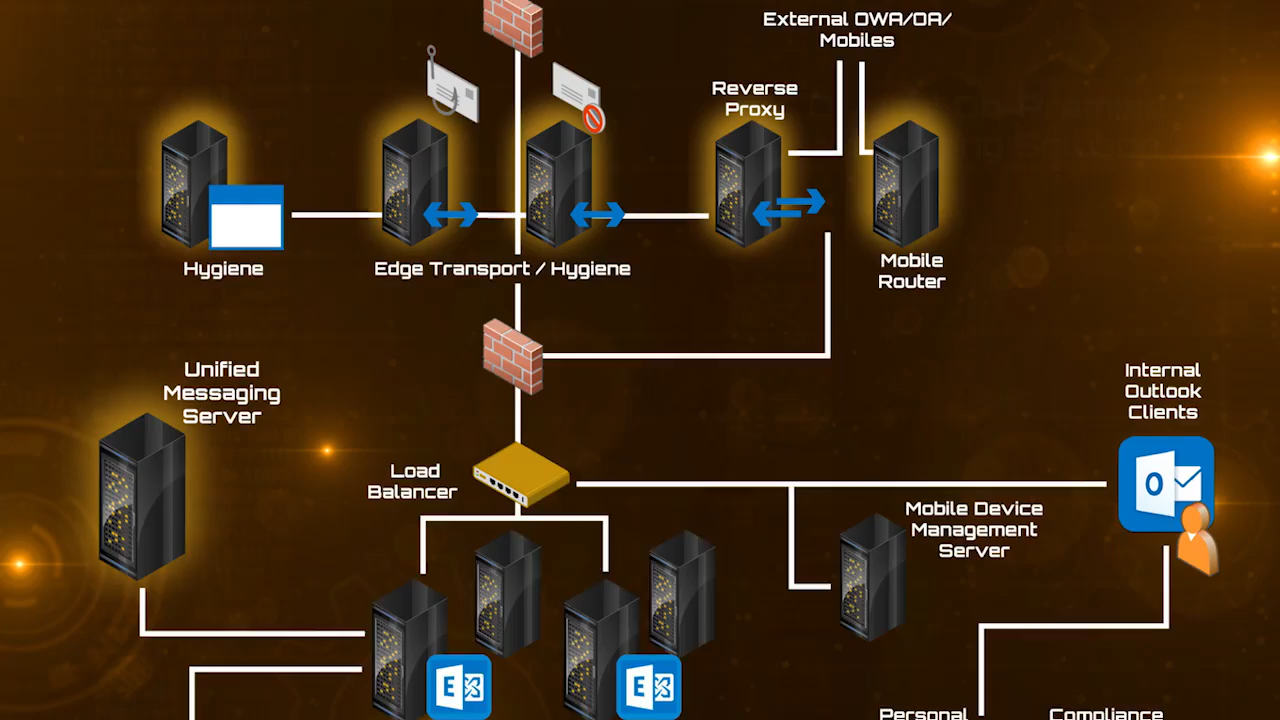 External OWA/OA/
Mobiles
Reverse
Proxy
Hygiene
Edge Transport / Hygiene
Mobile
Router
Unified
Messaging
Server
Internal
Outlook
Clients
Load
Balancer
Mobile Device
Management
Server
O
E
E
Personal
Compliance